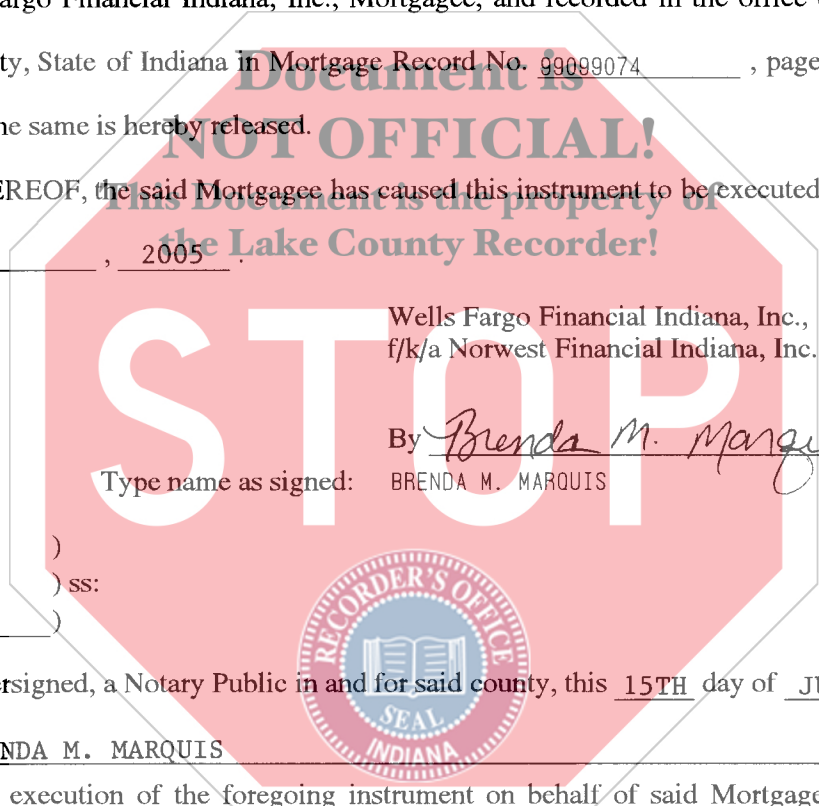 argo Financial Indiana, Inc., Mortgagee, and recorded in the office
ty, State of Indiana in Mortgage Record No. 99099074 , page
Document is
ne same is hereby released.
NOT OFFICIAL!
EREOF, the said Mortgagee has caused this instrument to be executed
This Document is the property of
the Lake County Recorder!
, 2005 .
Wells Fargo Financial Indiana, Inc.,
f/k/a Norwest Financial Indiana, Inc.
STOP
By Brenda M. Marqu
Type name as signed: BRENDA M. MARQUIS
)
) ss:
)
RECORDER'S OFFICE
SEAL
INDIANA
ersigned, a Notary Public in and for said county, this 15TH day of JU
NDA M. MARQUIS
execution of the foregoing instrument on behalf of said Mortgage